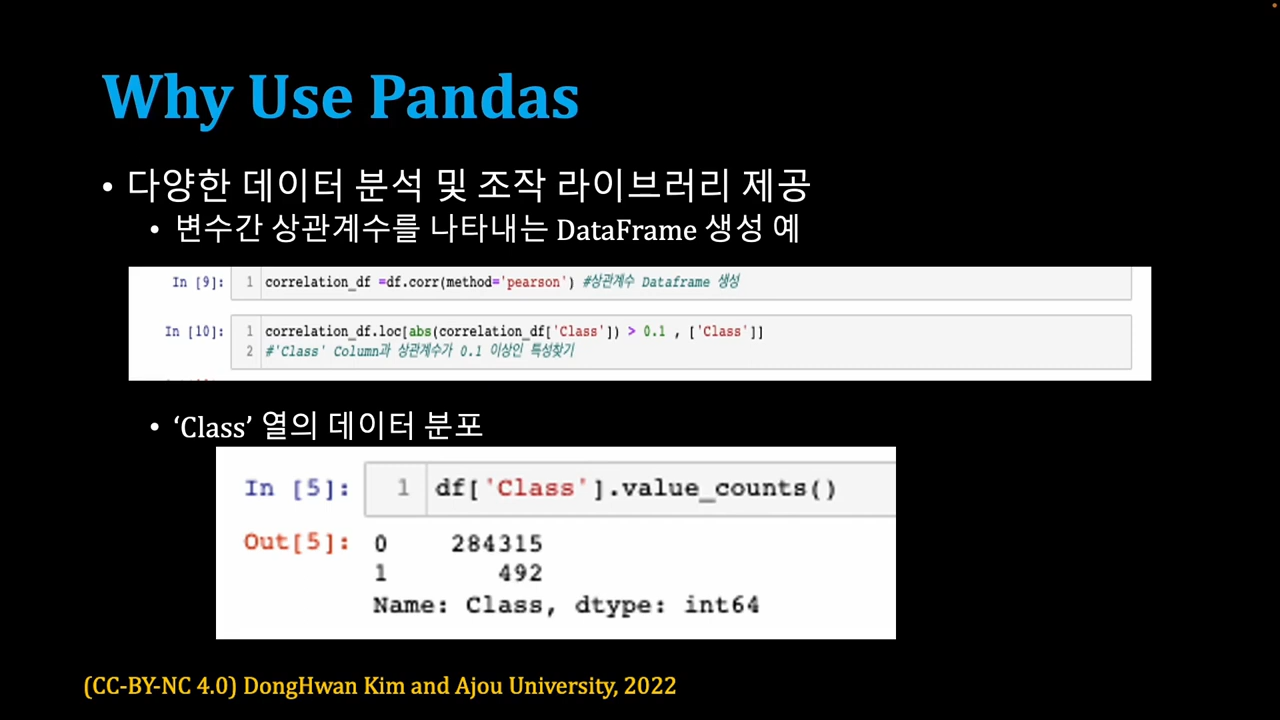 Why Use Pandas
• 다양한 데이터 분석 및 조작 라이브러리 제공
• 변수간 상관계수를 나타내는 DataFrame 생성 예
In [9]: 1 correlation_df =df.corr(method='pearson') #상관계수 Dataframe 생성
In [10]: 1 correlation_df.loc[abs(correlation_df['Class']) > 0.1 , ['Class']]
2 #'Class' Column과 상관계수가 0.1 이상인 특성찾기
• ‘Class’ 열의 데이터 분포
In [5]: 1 df['Class'].value_counts()
Out[5]: 0 284315
1 492
Name: Class, dtype: int64
(CC-BY-NC 4.0) DongHwan Kim and Ajou University, 2022